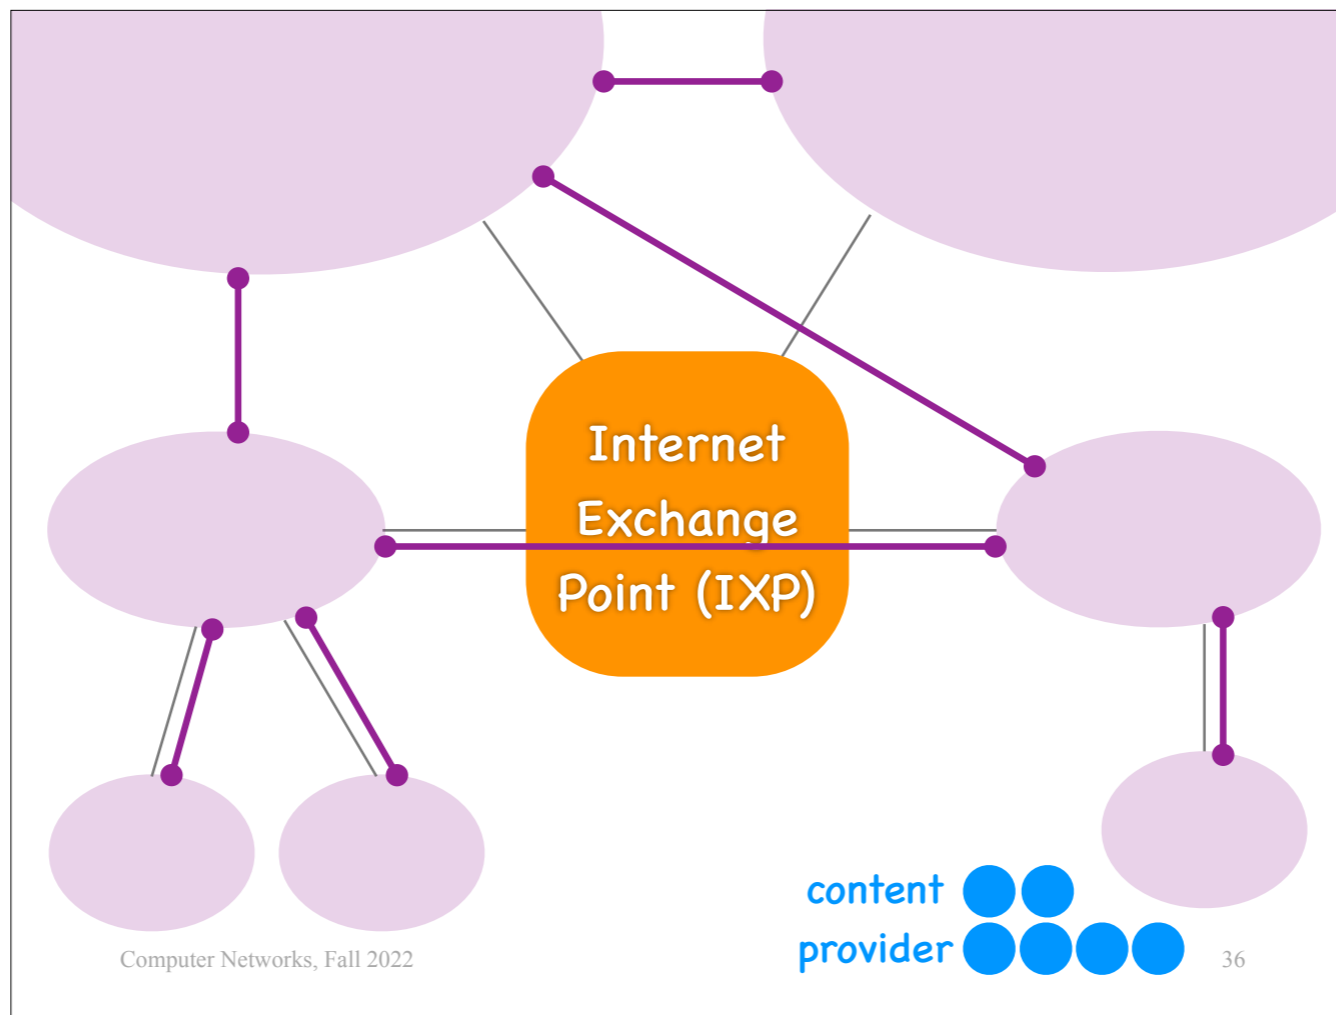 Internet
Exchange
Point (IXP)
content
provider
Computer Networks, Fall 2022
36